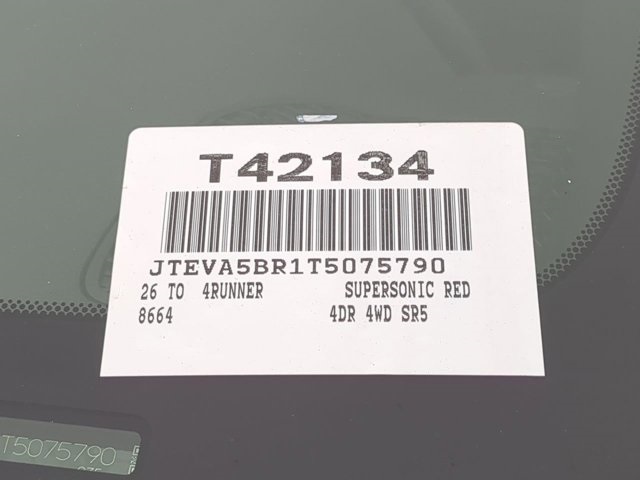 T42134
JTEVA5BR1T5075790
26 TO 4RUNNER SUPERSONIC RED
8664 4DR 4WD SR5
T5075790